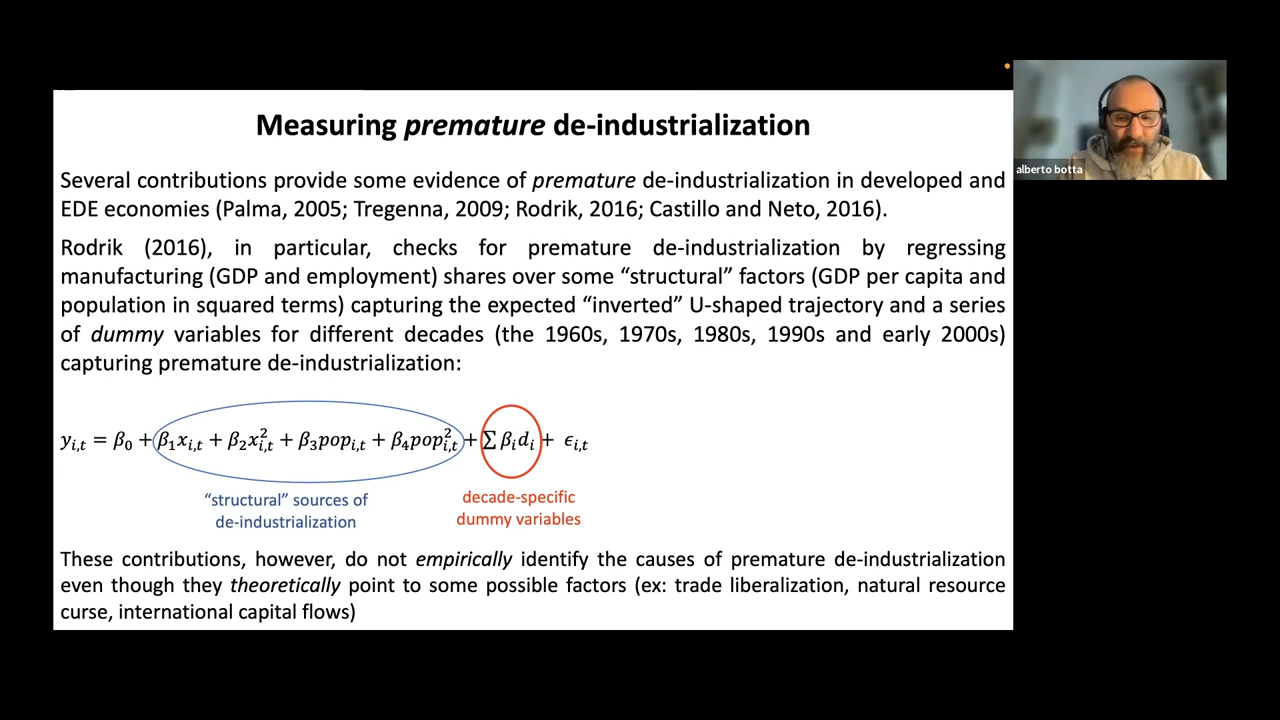 Measuring premature de-industrialization
Several contributions provide some evidence of premature de-industrialization in developed and
EDE economies (Palma, 2005; Tregenna, 2009; Rodrik, 2016; Castillo and Neto, 2016).
Rodrik (2016), in particular, checks for premature de-industrialization by regressing
manufacturing (GDP and employment) shares over some “structural” factors (GDP per capita and
population in squared terms) capturing the expected “inverted” U-shaped trajectory and a series
of dummy variables for different decades (the 1960s, 1970s, 1980s, 1990s and early 2000s)
capturing premature de-industrialization:
y_{i,t} = β_0 + β_1x_{i,t} + β_2x_{i,t}^2 + β_3pop_{i,t} + β_4pop_{i,t}^2 + ∑ β_id_i + ϵ_{i,t}
“structural” sources of
de-industrialization
decade-specific
dummy variables
These contributions, however, do not empirically identify the causes of premature de-industrialization
even though they theoretically point to some possible factors (ex: trade liberalization, natural resource
curse, international capital flows)
alberto botta